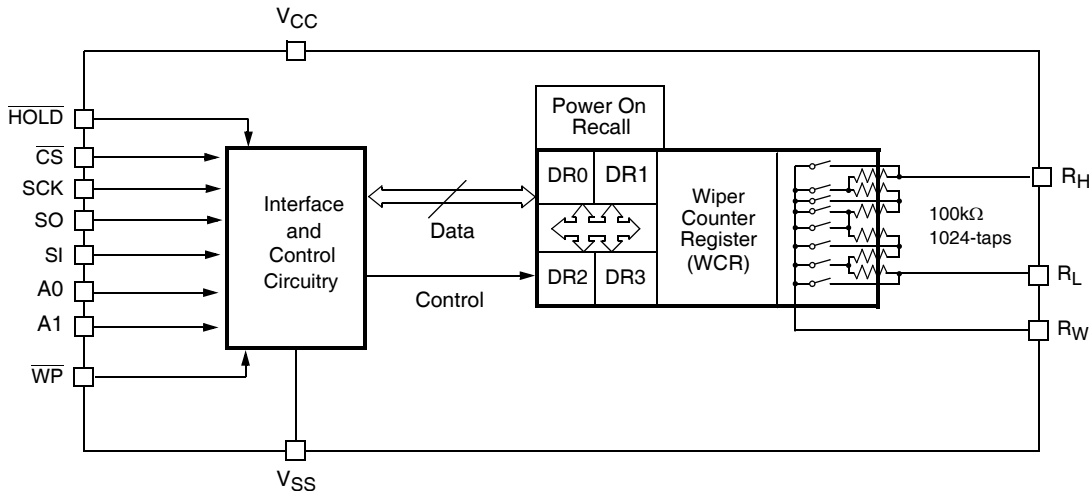 VCC
HOLD
CS
SCK
SO
SI
A0
A1
WP
Interface
and
Control
Circuitry
Data
Control
Power On
Recall
DR0 DR1
DR2 DR3
Wiper
Counter
Register
(WCR)
100kΩ
1024-taps
RH
RL
RW
VSS